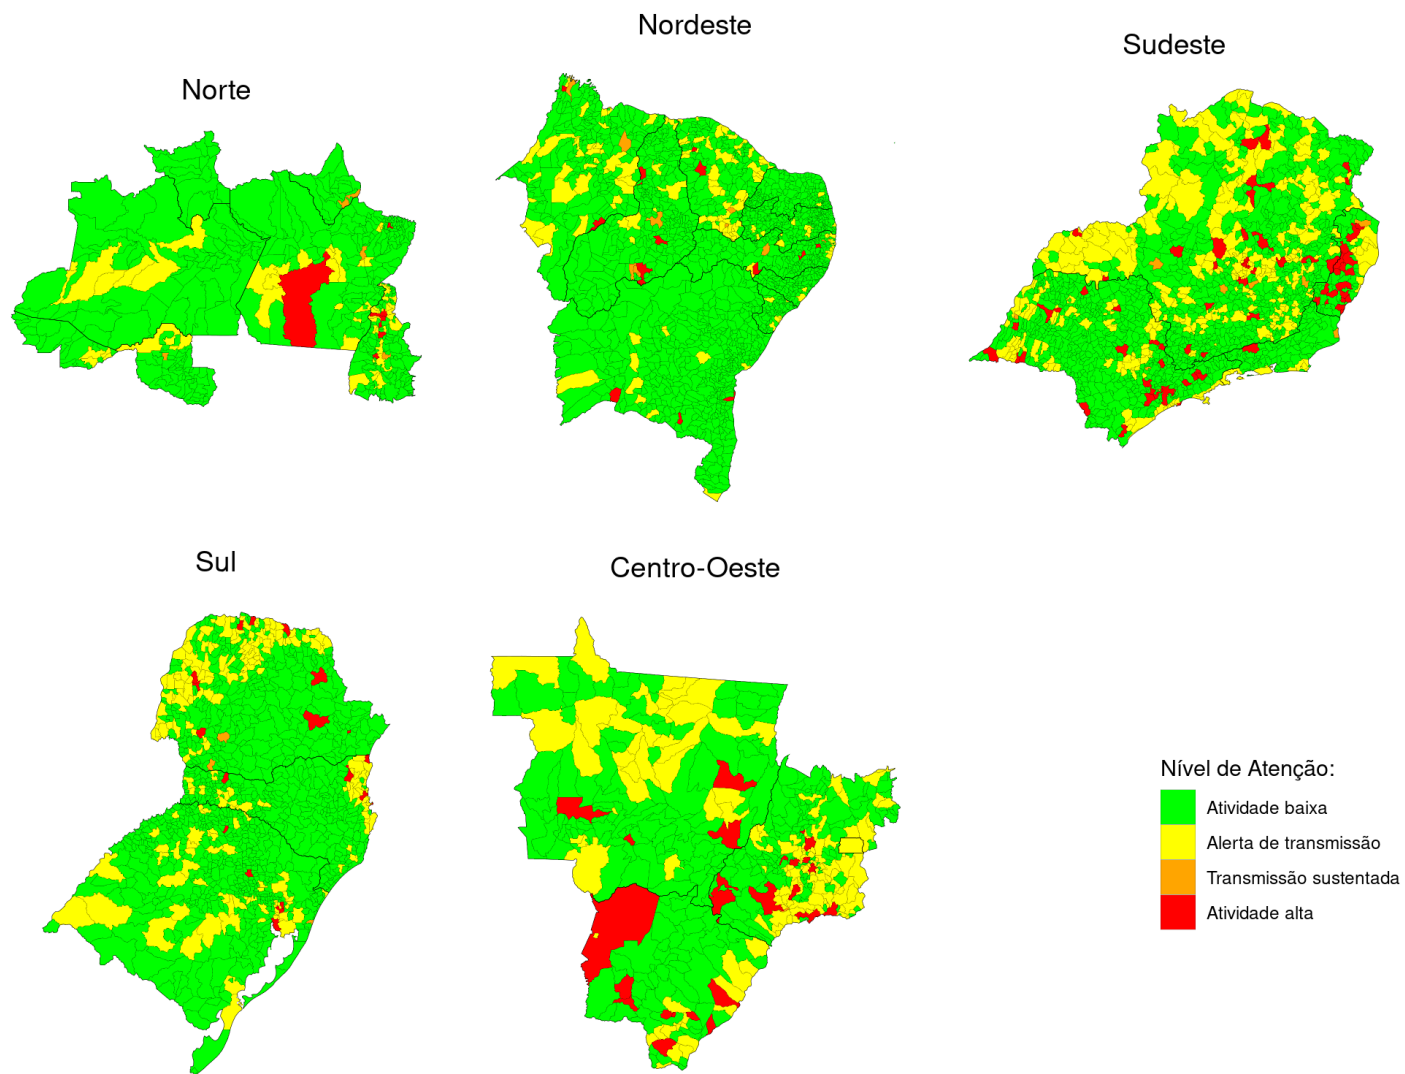 Norte
Nordeste
Sudeste
Sul
Centro-Oeste
Nível de Atenção:
Atividade baixa
Alerta de transmissão
Transmissão sustentada
Atividade alta